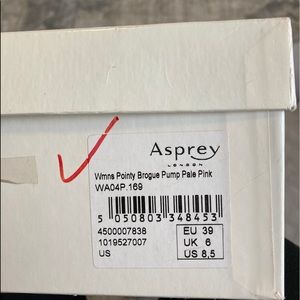 Asprey
LONDON
Wmns Pointy Brogue Pump Pale Pink
WA04P.169
5 050803 348453
4500007838 EU 39
1019527007 UK 6
US US 8,5